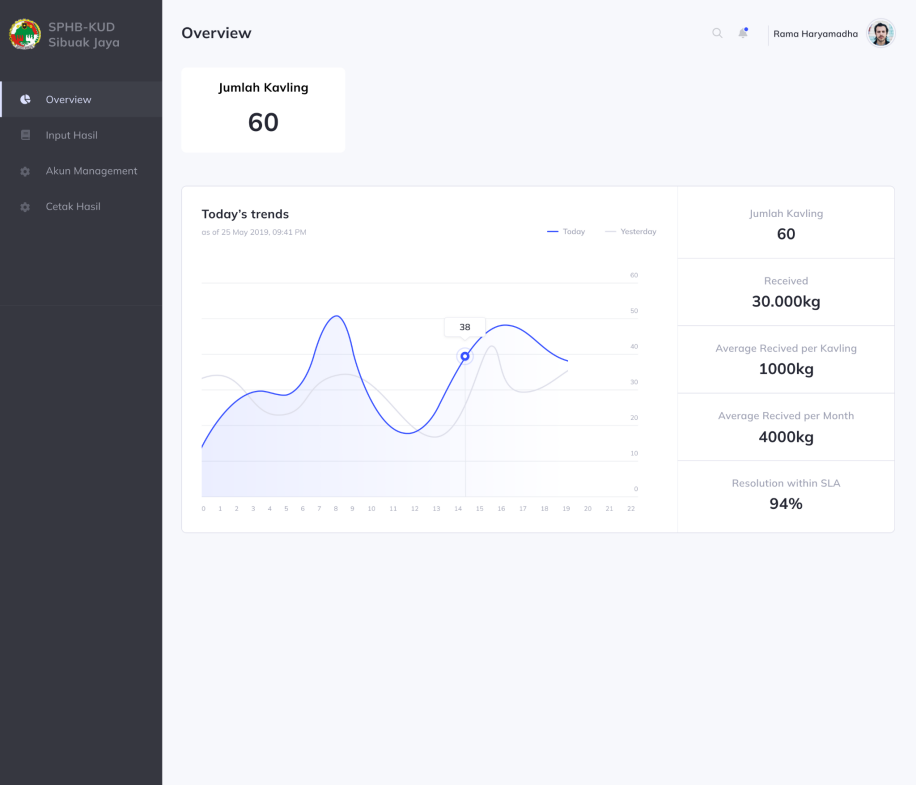 SPHB-KUD
Sibuak Jaya
Overview
Input Hasil
Akun Management
Cetak Hasil
Overview
Rama Haryamadha
Jumlah Kavling
60
Today's trends
as of 25 May 2019, 09:41 PM
Today
Yesterday
60
50
40
30
20
10
0
38
0 1 2 3 4 5 6 7 8 9 10 11 12 13 14 15 16 17 18 19 20 21 22
Jumlah Kavling
60
Received
30.000kg
Average Recived per Kavling
1000kg
Average Recived per Month
4000kg
Resolution within SLA
94%